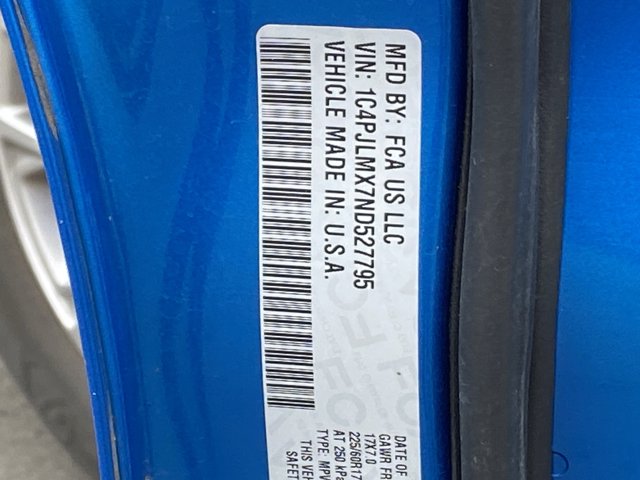 MFD BY: FCA US LLC
VIN: 1C4PJLMX7ND527795
VEHICLE MADE IN: U.S.A.
DATE OF
GAWR FR
17X7.0
225/60R17
AT 250 kPa
TYPE: MPV
THIS VEH
SAFET